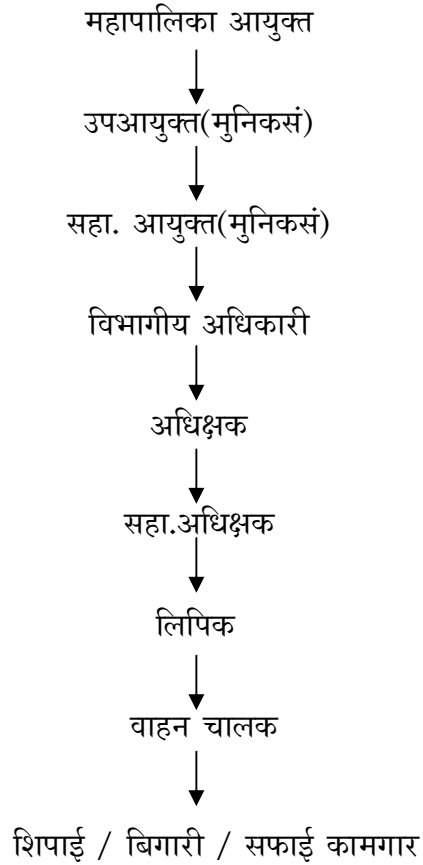 महापालिका आयुक्त
उपआयुक्त(मुनिकसं)
सहा. आयुक्त(मुनिकसं)
विभागीय अधिकारी
अधिक्षक
सहा.अधिक्षक
लिपिक
वाहन चालक
शिपाई / बिगारी / सफाई कामगार